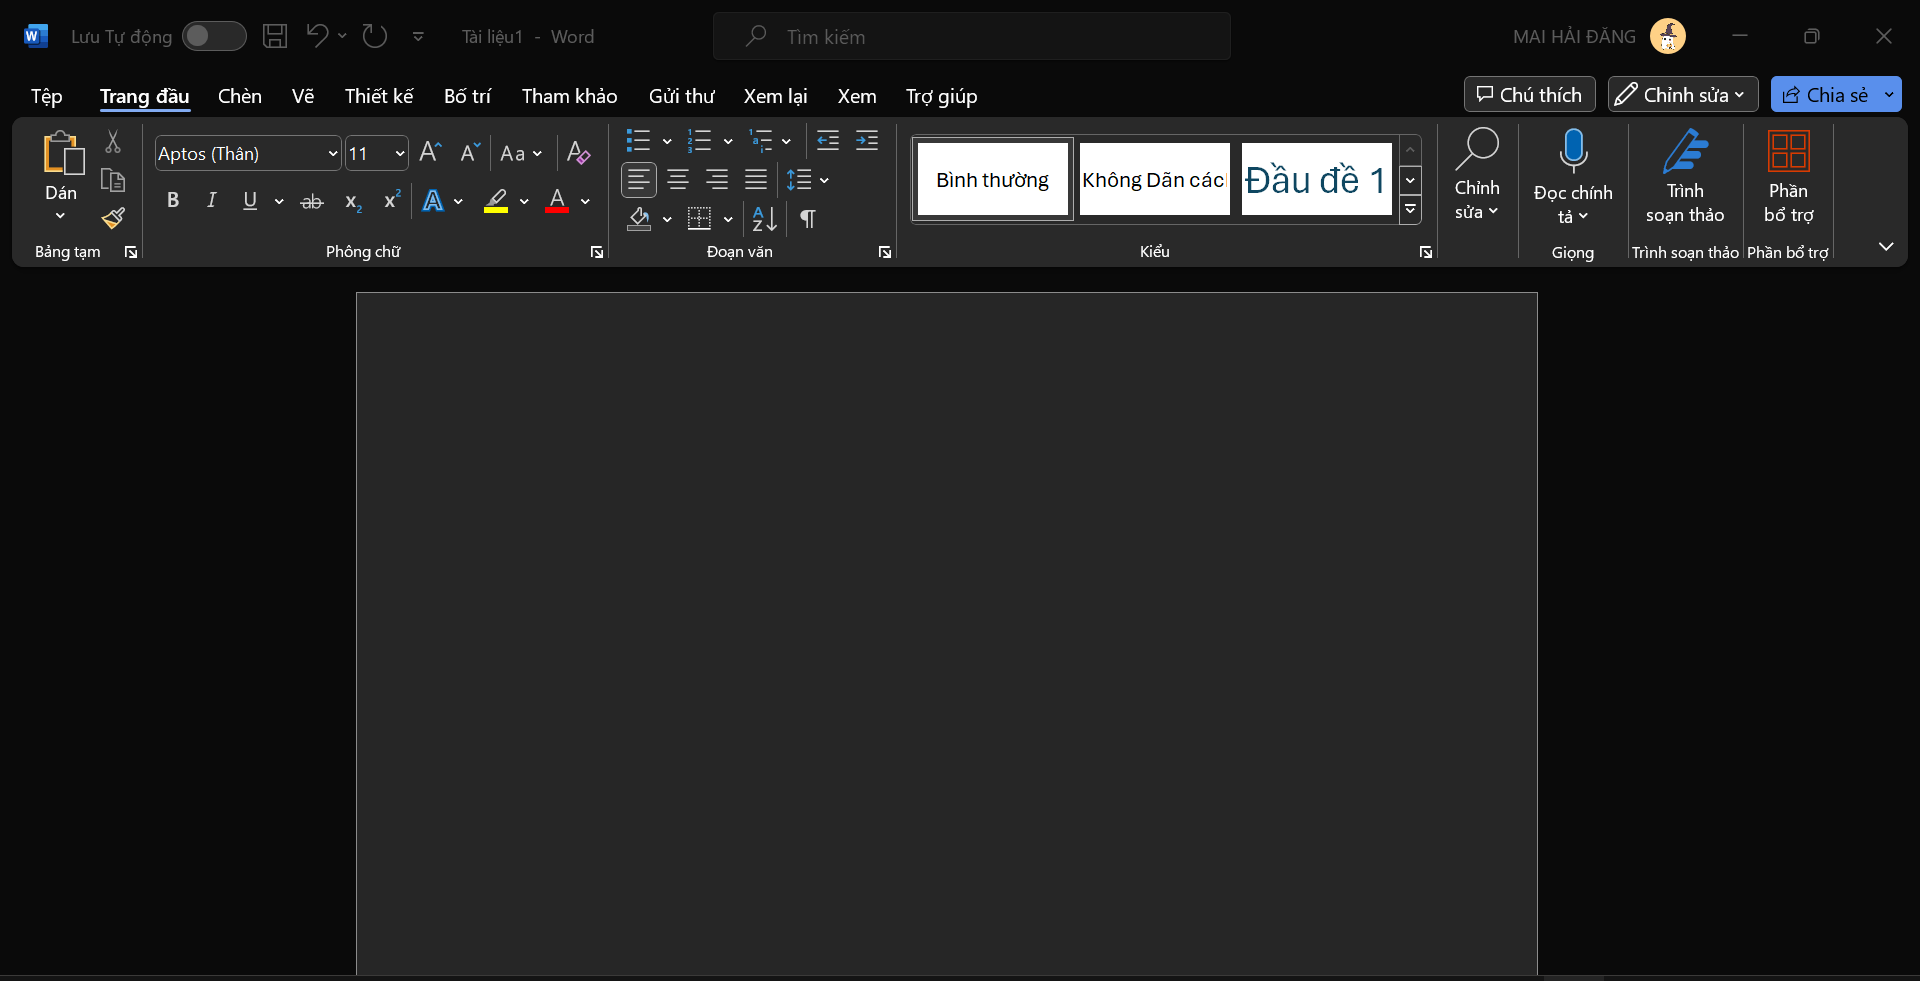 Lưu Tự động Tài liệu1 - Word Tìm kiếm MAI HẢI ĐĂNG
Tệp Trang đầu Chèn Vẽ Thiết kế Bố trí Tham khảo Gửi thư Xem lại Xem Trợ giúp Chú thích Chỉnh sửa Chia sẻ
Dán
Aptos (Thân) 11 Aa
B I U ab x₂ x² A A
Bình thường Không Dãn các Đầu đề 1
Chỉnh sửa
Đọc chính tả
Trình soạn thảo
Phần bổ trợ
Bảng tạm Phông chữ Đoạn văn Kiểu Giọng Trình soạn thảo Phần bổ trợ